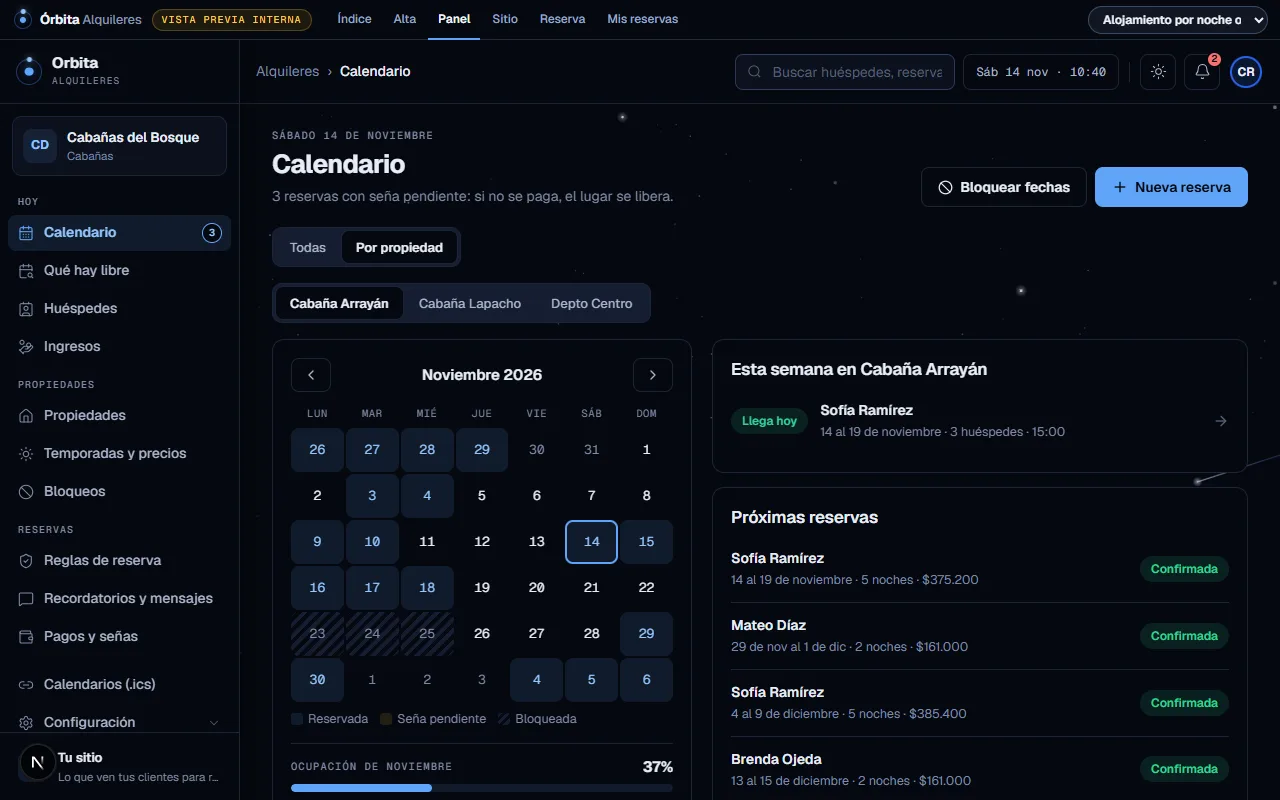 Órbita Alquileres VISTA PREVIA INTERNA Índice Alta Panel Sitio Reserva Mis reservas Alojamiento por noche o
Orbita
ALQUILERES
Alquileres › Calendario
Buscar huéspedes, reserva
Sáb 14 nov · 10:40
2
CR
CD
Cabañas del Bosque
Cabañas
HOY
Calendario 3
Qué hay libre
Huéspedes
Ingresos
PROPIEDADES
Propiedades
Temporadas y precios
Bloqueos
RESERVAS
Reglas de reserva
Recordatorios y mensajes
Pagos y señas
Calendarios (.ics)
Configuración
N
Tu sitio
Lo que ven tus clientes para r…
SÁBADO 14 DE NOVIEMBRE
Calendario
3 reservas con seña pendiente: si no se paga, el lugar se libera.
Bloquear fechas
Nueva reserva
Todas Por propiedad
Cabaña Arrayán Cabaña Lapacho Depto Centro
Noviembre 2026
LUN MAR MIÉ JUE VIE SÁB DOM
26 27 28 29 30 31 1
2 3 4 5 6 7 8
9 10 11 12 13 14 15
16 17 18 19 20 21 22
23 24 25 26 27 28 29
30 1 2 3 4 5 6
Reservada Seña pendiente Bloqueada
OCUPACIÓN DE NOVIEMBRE 37%
Esta semana en Cabaña Arrayán
Llega hoy
Sofía Ramírez
14 al 19 de noviembre · 3 huéspedes · 15:00
Próximas reservas
Sofía Ramírez
14 al 19 de noviembre · 5 noches · $375.200
Confirmada
Mateo Díaz
29 de nov al 1 de dic · 2 noches · $161.000
Confirmada
Sofía Ramírez
4 al 9 de diciembre · 5 noches · $385.400
Confirmada
Brenda Ojeda
13 al 15 de diciembre · 2 noches · $161.000
Confirmada